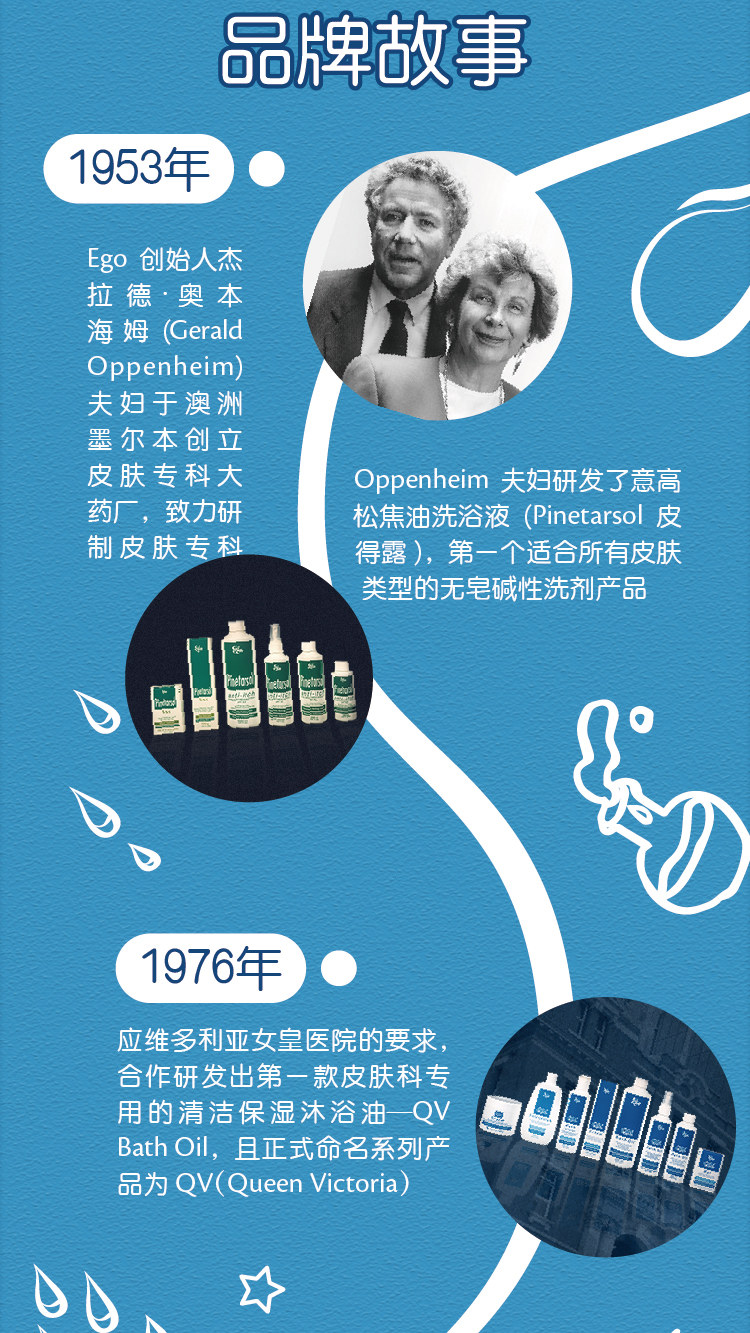 品牌故事
1953年
Ego 创始人杰
拉德·奥本
海姆 (Gerald
Oppenheim)
夫妇于澳洲
墨尔本创立
皮肤专科大
药厂，致力研
制皮肤专科
Oppenheim 夫妇研发了意高
松焦油洗浴液 (Pinetarsol 皮
得露)，第一个适合所有皮肤
类型的无皂碱性洗剂产品
Pinetarsol
Pinetarsol
anti-itch
Pinetarsol
Pinetarsol
1976年
应维多利亚女皇医院的要求，
合作研发出第一款皮肤科专
用的清洁保湿沐浴油—QV
Bath Oil，且正式命名系列产
品为 QV(Queen Victoria)